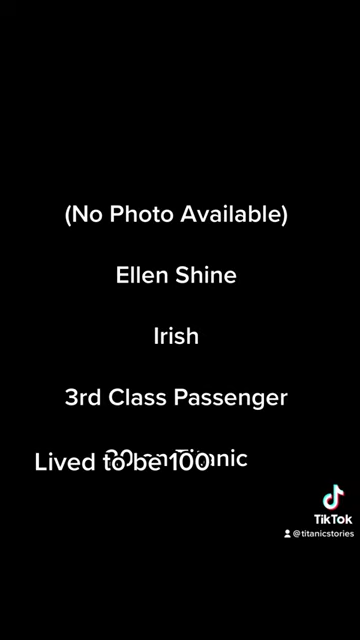 (No Photo Available)
Ellen Shine
Irish
3rd Class Passenger
Lived to be 100
TikTok
@titanicstories